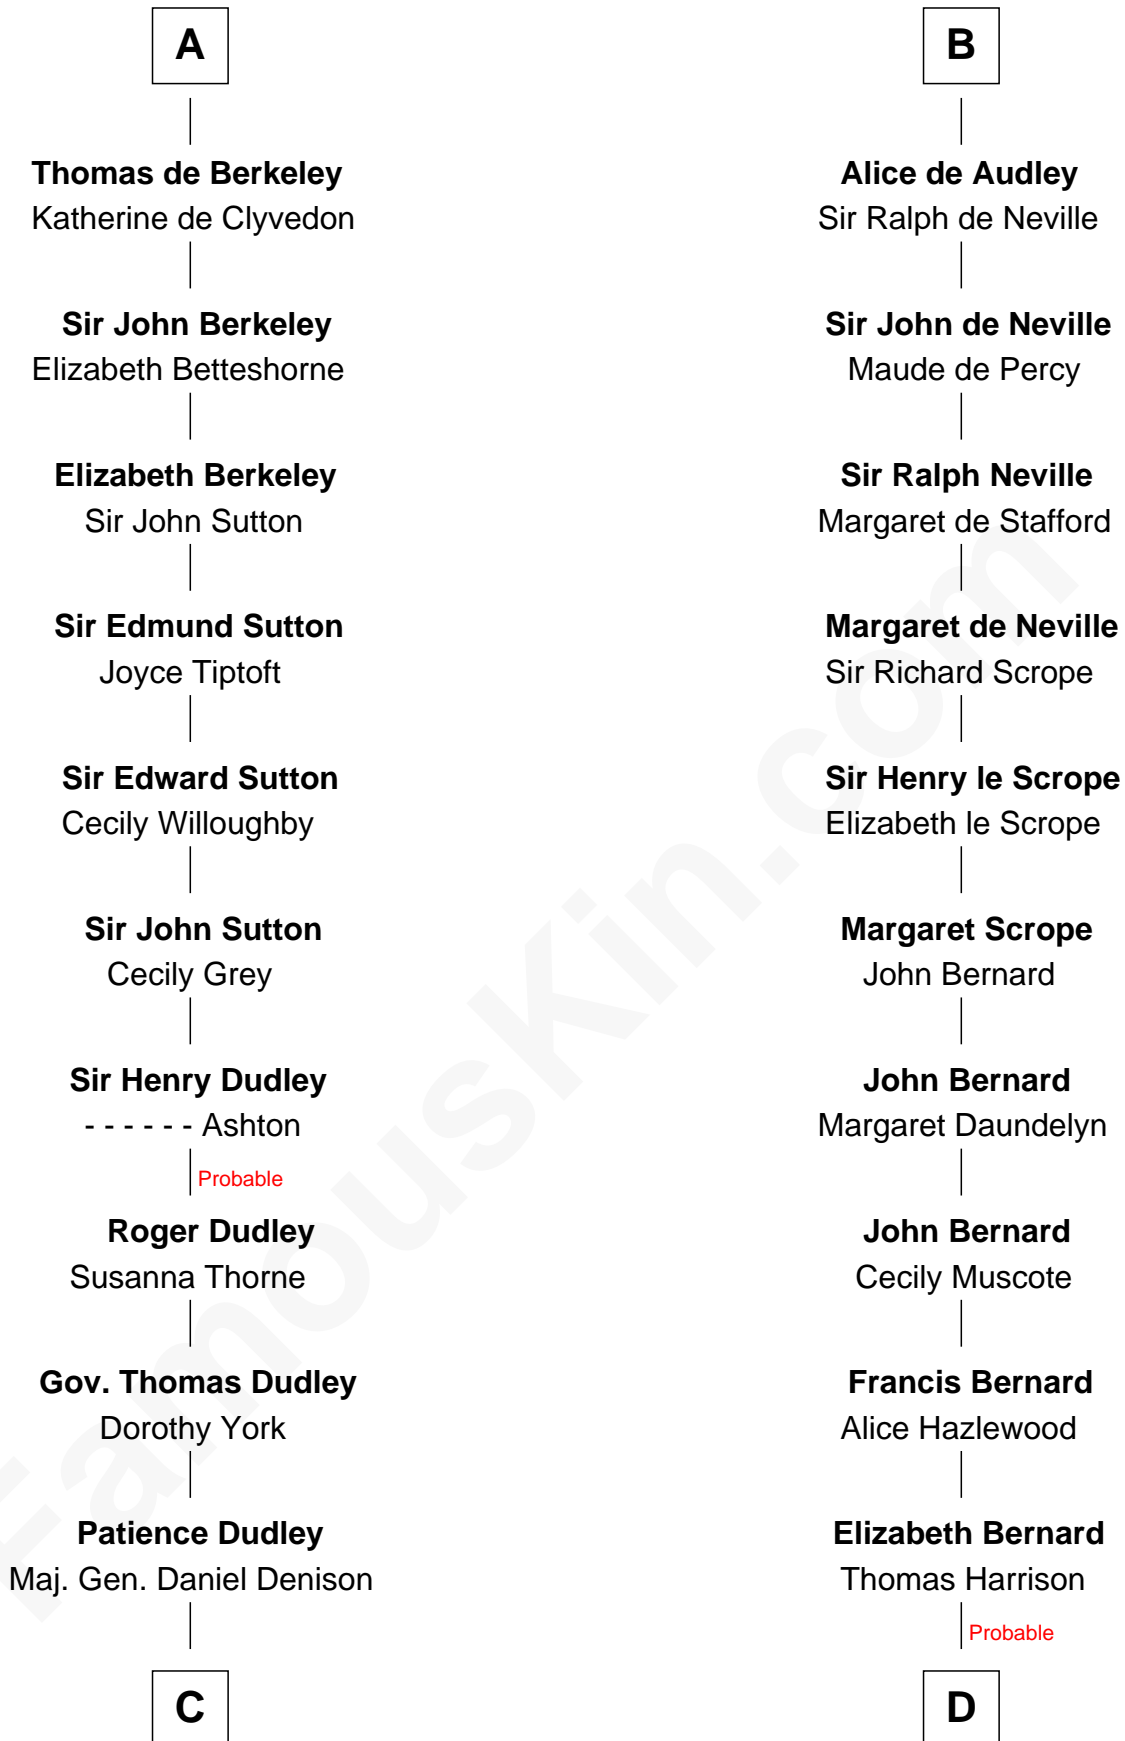 A
Thomas de Berkeley
Katherine de Clyvedon
Sir John Berkeley
Elizabeth Betteshorne
Elizabeth Berkeley
Sir John Sutton
Sir Edmund Sutton
Joyce Tiptoft
Sir Edward Sutton
Cecily Willoughby
Sir John Sutton
Cecily Grey
Sir Henry Dudley
- - - - - - Ashton
Probable
Roger Dudley
Susanna Thorne
Gov. Thomas Dudley
Dorothy York
Patience Dudley
Maj. Gen. Daniel Denison
C
B
Alice de Audley
Sir Ralph de Neville
Sir John de Neville
Maude de Percy
Sir Ralph Neville
Margaret de Stafford
Margaret de Neville
Sir Richard Scrope
Sir Henry le Scrope
Elizabeth le Scrope
Margaret Scrope
John Bernard
John Bernard
Margaret Daundelyn
John Bernard
Cecily Muscote
Francis Bernard
Alice Hazlewood
Elizabeth Bernard
Thomas Harrison
Probable
D
FamousKin.com